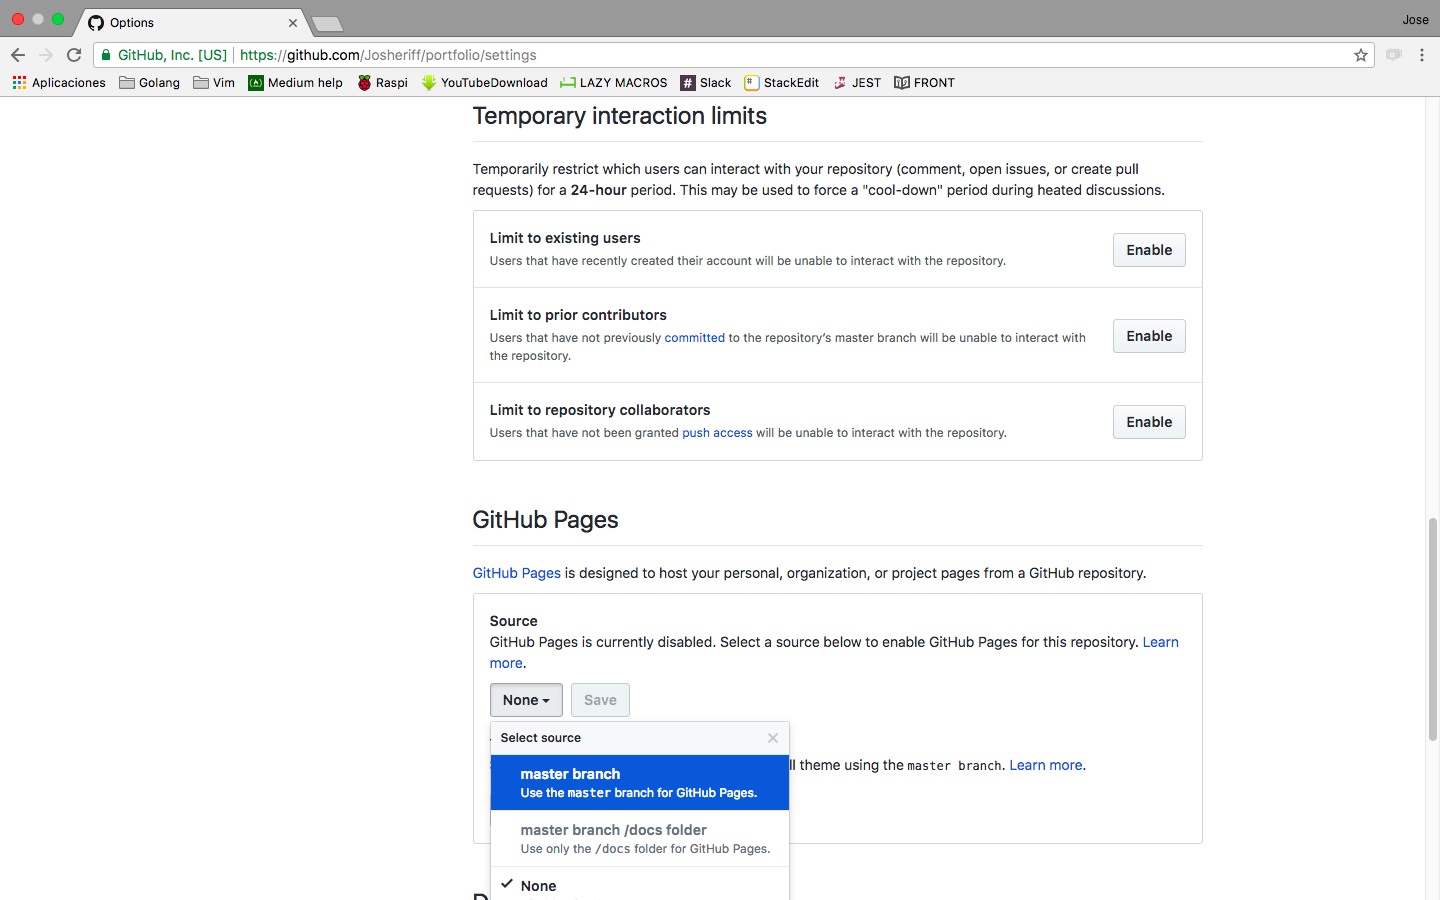 Options
Jose
GitHub, Inc. [US]
https://github.com/Josheriff/portfolio/settings
Aplicaciones
Golang
Vim
Medium help
Raspi
YouTubeDownload
LAZY MACROS
Slack
StackEdit
JEST
FRONT
Temporary interaction limits
Temporarily restrict which users can interact with your repository (comment, open issues, or create pull
requests) for a 24-hour period. This may be used to force a "cool-down" period during heated discussions.
Limit to existing users
Users that have recently created their account will be unable to interact with the repository.
Enable
Limit to prior contributors
Users that have not previously committed to the repository’s master branch will be unable to interact with
the repository.
Enable
Limit to repository collaborators
Users that have not been granted push access will be unable to interact with the repository.
Enable
GitHub Pages
GitHub Pages is designed to host your personal, organization, or project pages from a GitHub repository.
Source
GitHub Pages is currently disabled. Select a source below to enable GitHub Pages for this repository. Learn
more.
None
Save
Select source
theme using the master branch. Learn more.
master branch
Use the master branch for GitHub Pages.
master branch /docs folder
Use only the /docs folder for GitHub Pages.
None